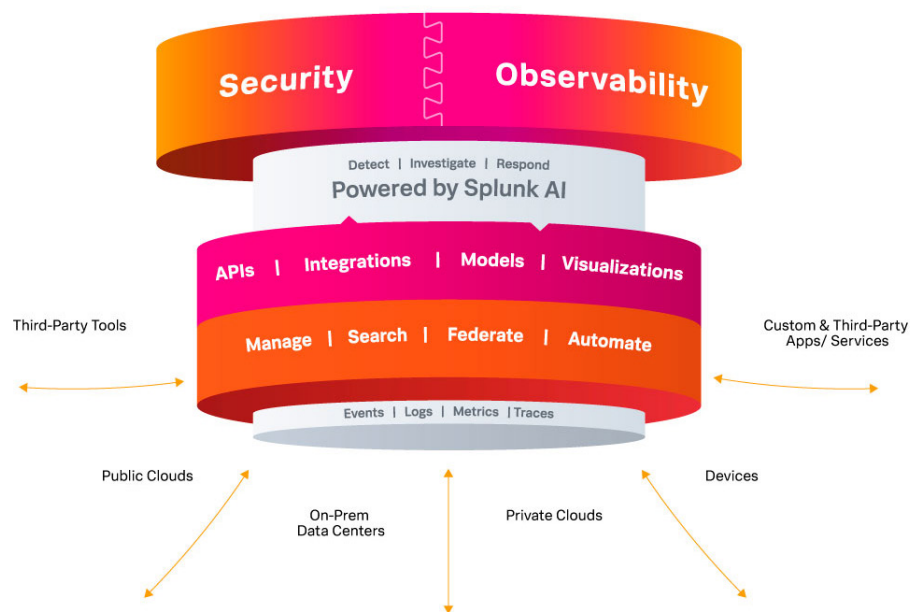 Security
Observability
Detect | Investigate | Respond
Powered by Splunk AI
APIs | Integrations | Models | Visualizations
Manage | Search | Federate | Automate
Events | Logs | Metrics | Traces
Third-Party Tools
Custom & Third-Party
Apps/ Services
Public Clouds
On-Prem
Data Centers
Private Clouds
Devices